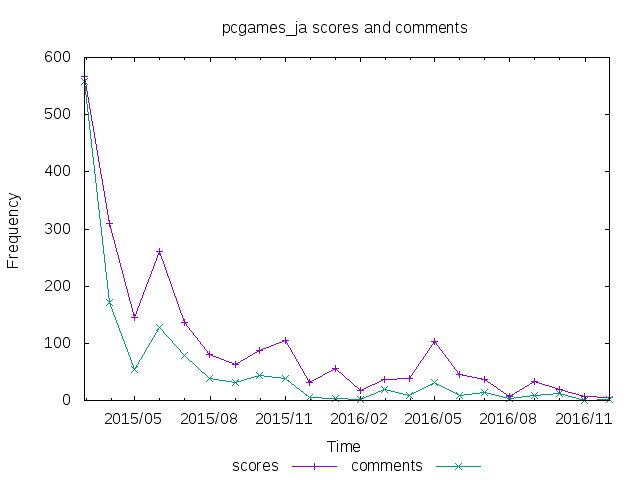 pcgames_ja scores and comments
600
500
400
300
200
100
0
Frequency
2015/05 2015/08 2015/11 2016/02 2016/05 2016/08 2016/11
Time
scores comments